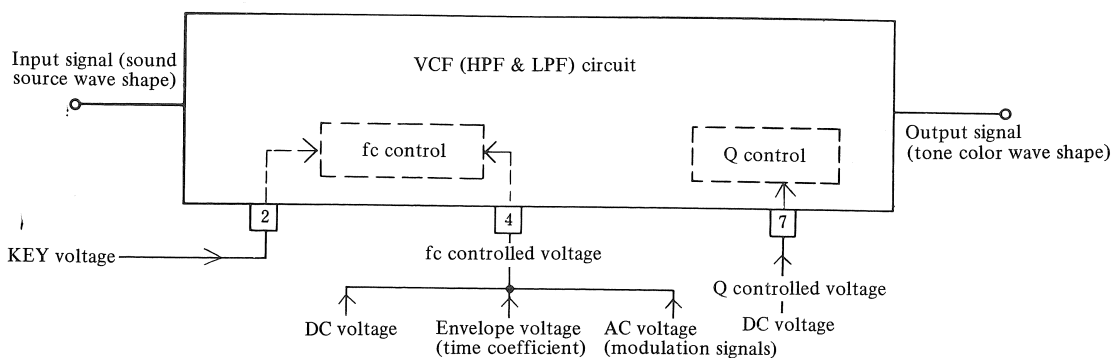 Input signal (sound
source wave shape)
VCF (HPF & LPF) circuit
fc control
Q control
Output signal
(tone color wave shape)
2
4
7
KEY voltage
fc controlled voltage
Q controlled voltage
DC voltage
DC voltage
Envelope voltage
(time coefficient)
AC voltage
(modulation signals)